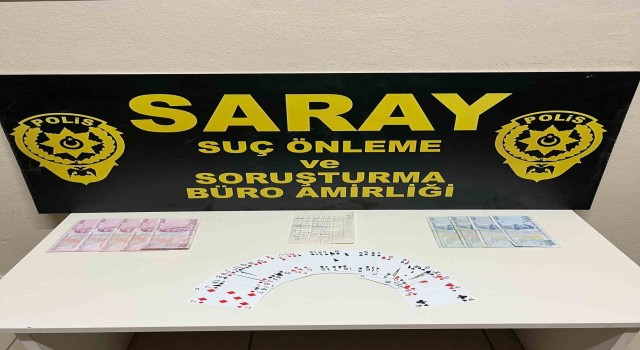 SARAY
SUÇ ÖNLEME
ve
SORUŞTURMA
BÜRO AMİRLİĞİ
POLİS
POLİS